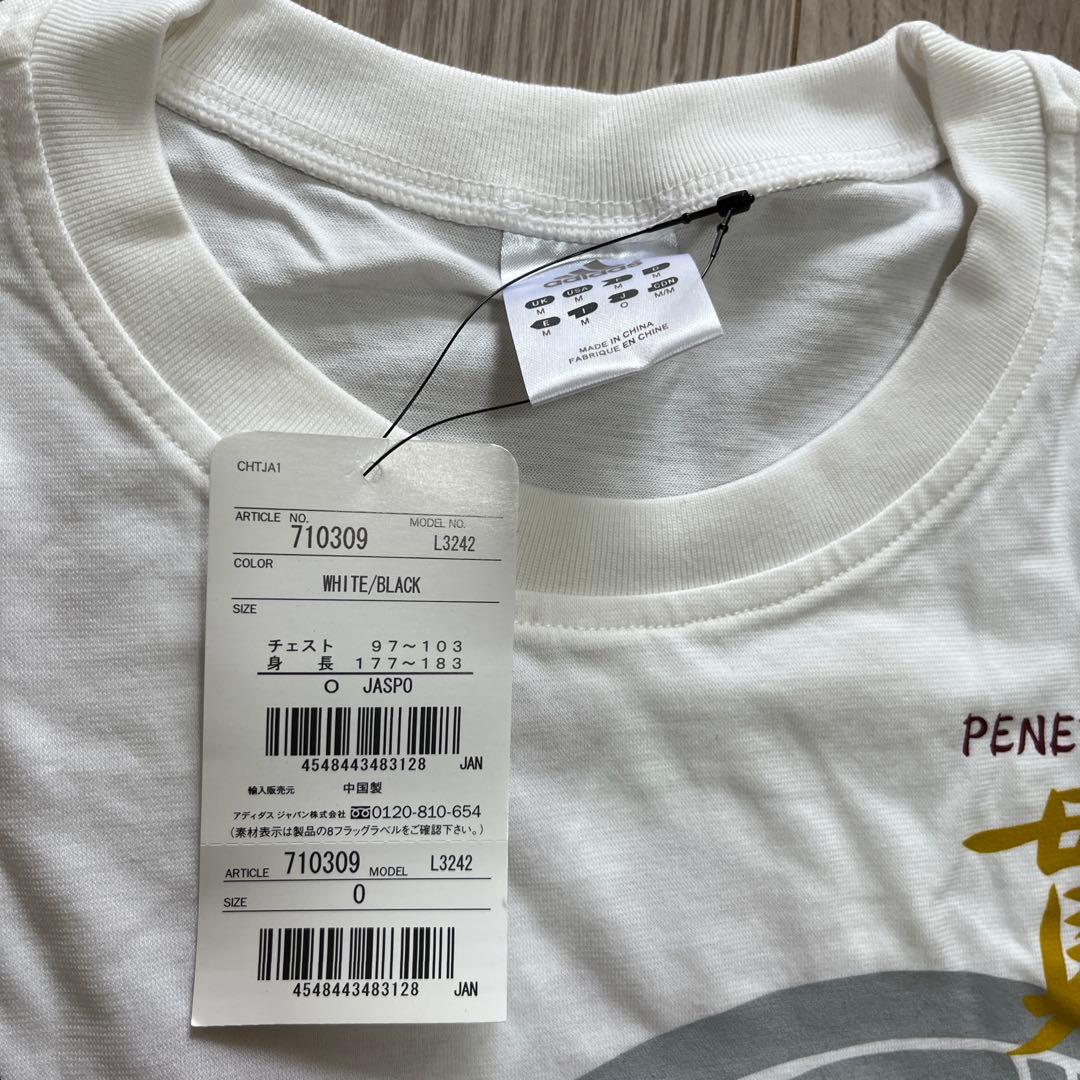 adidas
UK USA F D
M M M M
E I J CDN
M M O M/M
MADE IN CHINA
FABRIQUE EN CHINE
CHTJA1
ARTICLE NO. 710309 MODEL NO. L3242
COLOR
WHITE/BLACK
SIZE
チェスト 97~103
身長 177~183
O JASPO
4548443483128 JAN
輸入販売元 中国製
アディダス ジャパン株式会社 0120-810-654
(素材表示は製品の8フラッグラベルをご確認下さい。)
ARTICLE 710309 MODEL L3242
SIZE O
4548443483128 JAN
PENE
貫